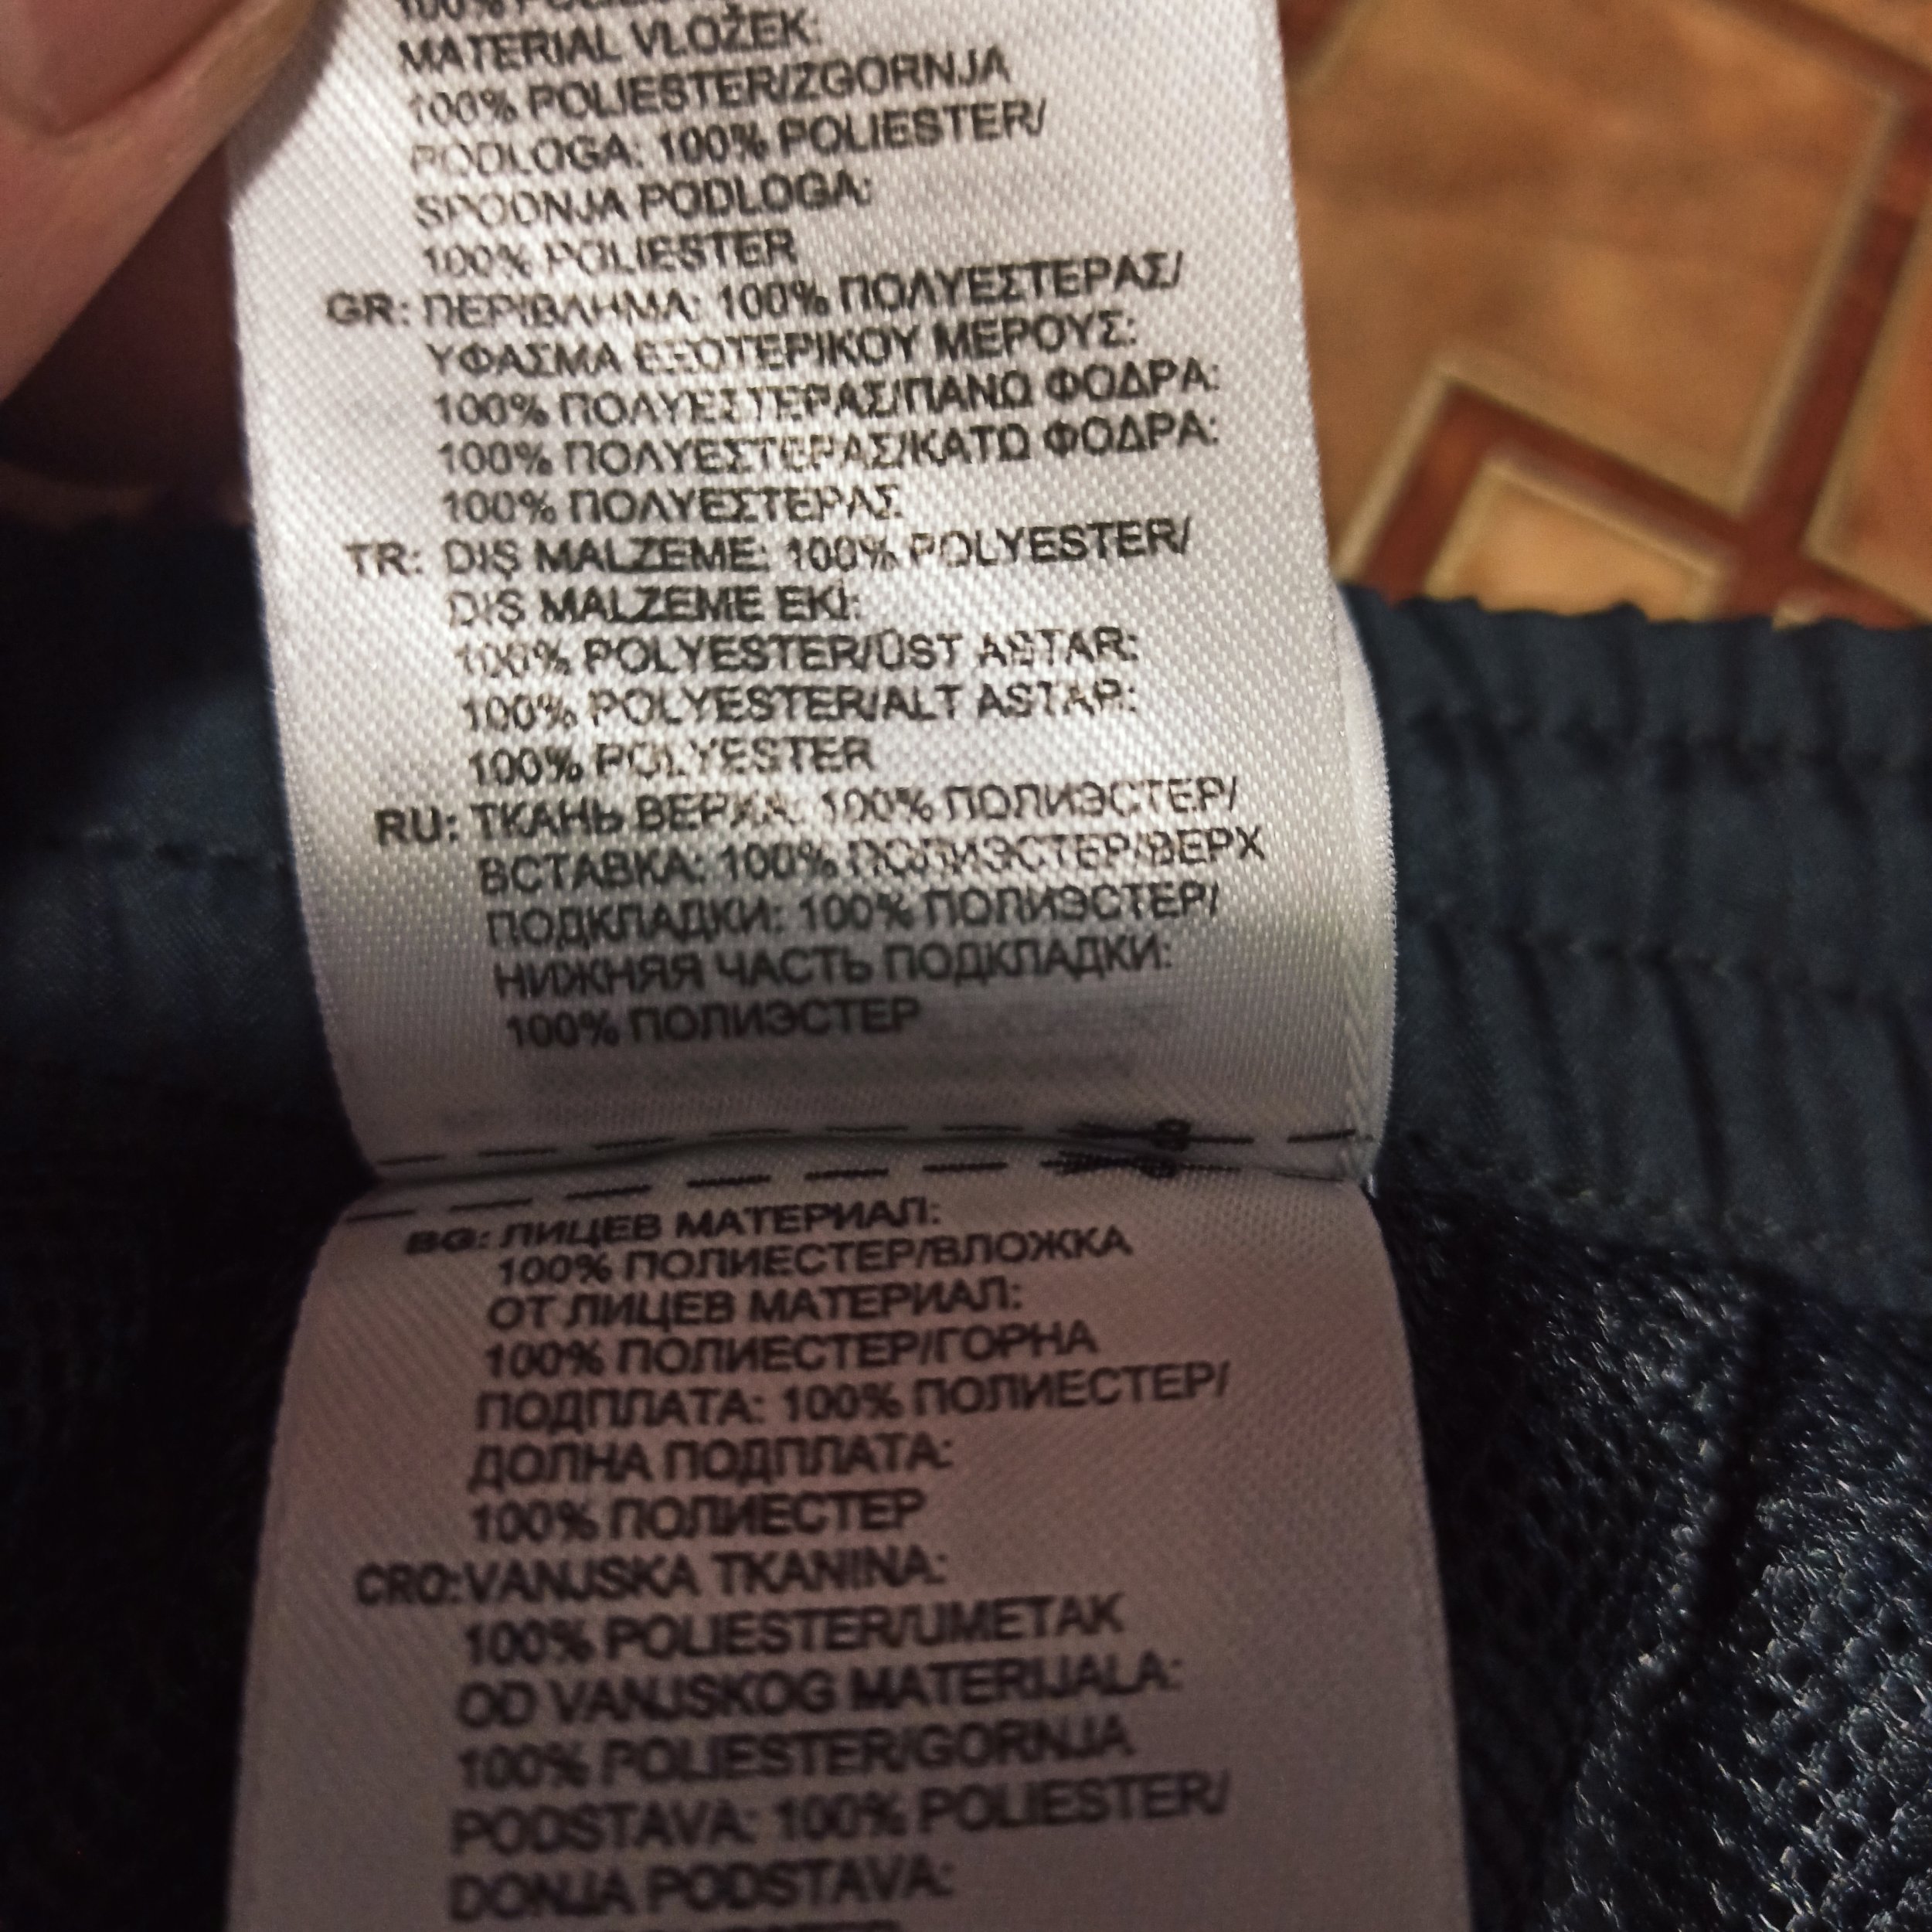 100%
MATERIAL VLOŽEK:
100% POLIESTER/ZGORNJA
PODLOGA: 100% POLIESTER/
SPODNJA PODLOGA:
100% POLIESTER
GR: ΠΕΡΙΒΛΗΜΑ: 100% ΠΟΛΥΕΣΤΕΡΑΣ/
ΥΦΑΣΜΑ ΕΞΟΤΕΡΙΚΟΥ ΜΕΡΟΥΣ:
100% ΠΟΛΥΕΣΤΕΡΑΣ/ΠΑΝΩ ΦΟΔΡΑ:
100% ΠΟΛΥΕΣΤΕΡΑΣ/ΚΑΤΩ ΦΟΔΡΑ:
100% ΠΟΛΥΕΣΤΕΡΑΣ
TR: DIŞ MALZEME: 100% POLYESTER/
DIŞ MALZEME EKİ:
100% POLYESTER/ÜST ASTAR:
100% POLYESTER/ALT ASTAR:
100% POLYESTER
RU: ТКАНЬ ВЕРХА: 100% ПОЛИЭСТЕР/
ВСТАВКА: 100% ПОЛИЭСТЕР/ВЕРХ
ПОДКЛАДКИ: 100% ПОЛИЭСТЕР/
НИЖНЯЯ ЧАСТЬ ПОДКЛАДКИ:
100% ПОЛИЭСТЕР
BG: ЛИЦЕВ МАТЕРИАЛ:
100% ПОЛИЕСТЕР/ВЛОЖКА
ОТ ЛИЦЕВ МАТЕРИАЛ:
100% ПОЛИЕСТЕР/ГОРНА
ПОДПЛАТА: 100% ПОЛИЕСТЕР/
ДОЛНА ПОДПЛАТА:
100% ПОЛИЕСТЕР
CRO: VANJSKA TKANINA:
100% POLIESTER/UMETAK
OD VANJSKOG MATERIJALA:
100% POLIESTER/GORNJA
PODSTAVA: 100% POLIESTER/
DONJA PODSTAVA: